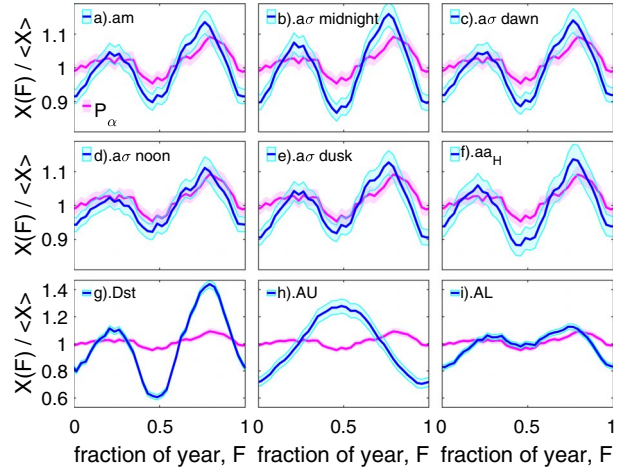 a).am
b).aσ midnight
c).aσ dawn
1.1
1
0.9
X(F) / <X>
Pα
d).aσ noon
e).aσ dusk
f).aaH
1.1
1
0.9
X(F) / <X>
g).Dst
h).AU
i).AL
1.4
1.2
1
0.8
0.6
X(F) / <X>
0 0.5 1 0 0.5 1 0 0.5 1
fraction of year, F fraction of year, F fraction of year, F